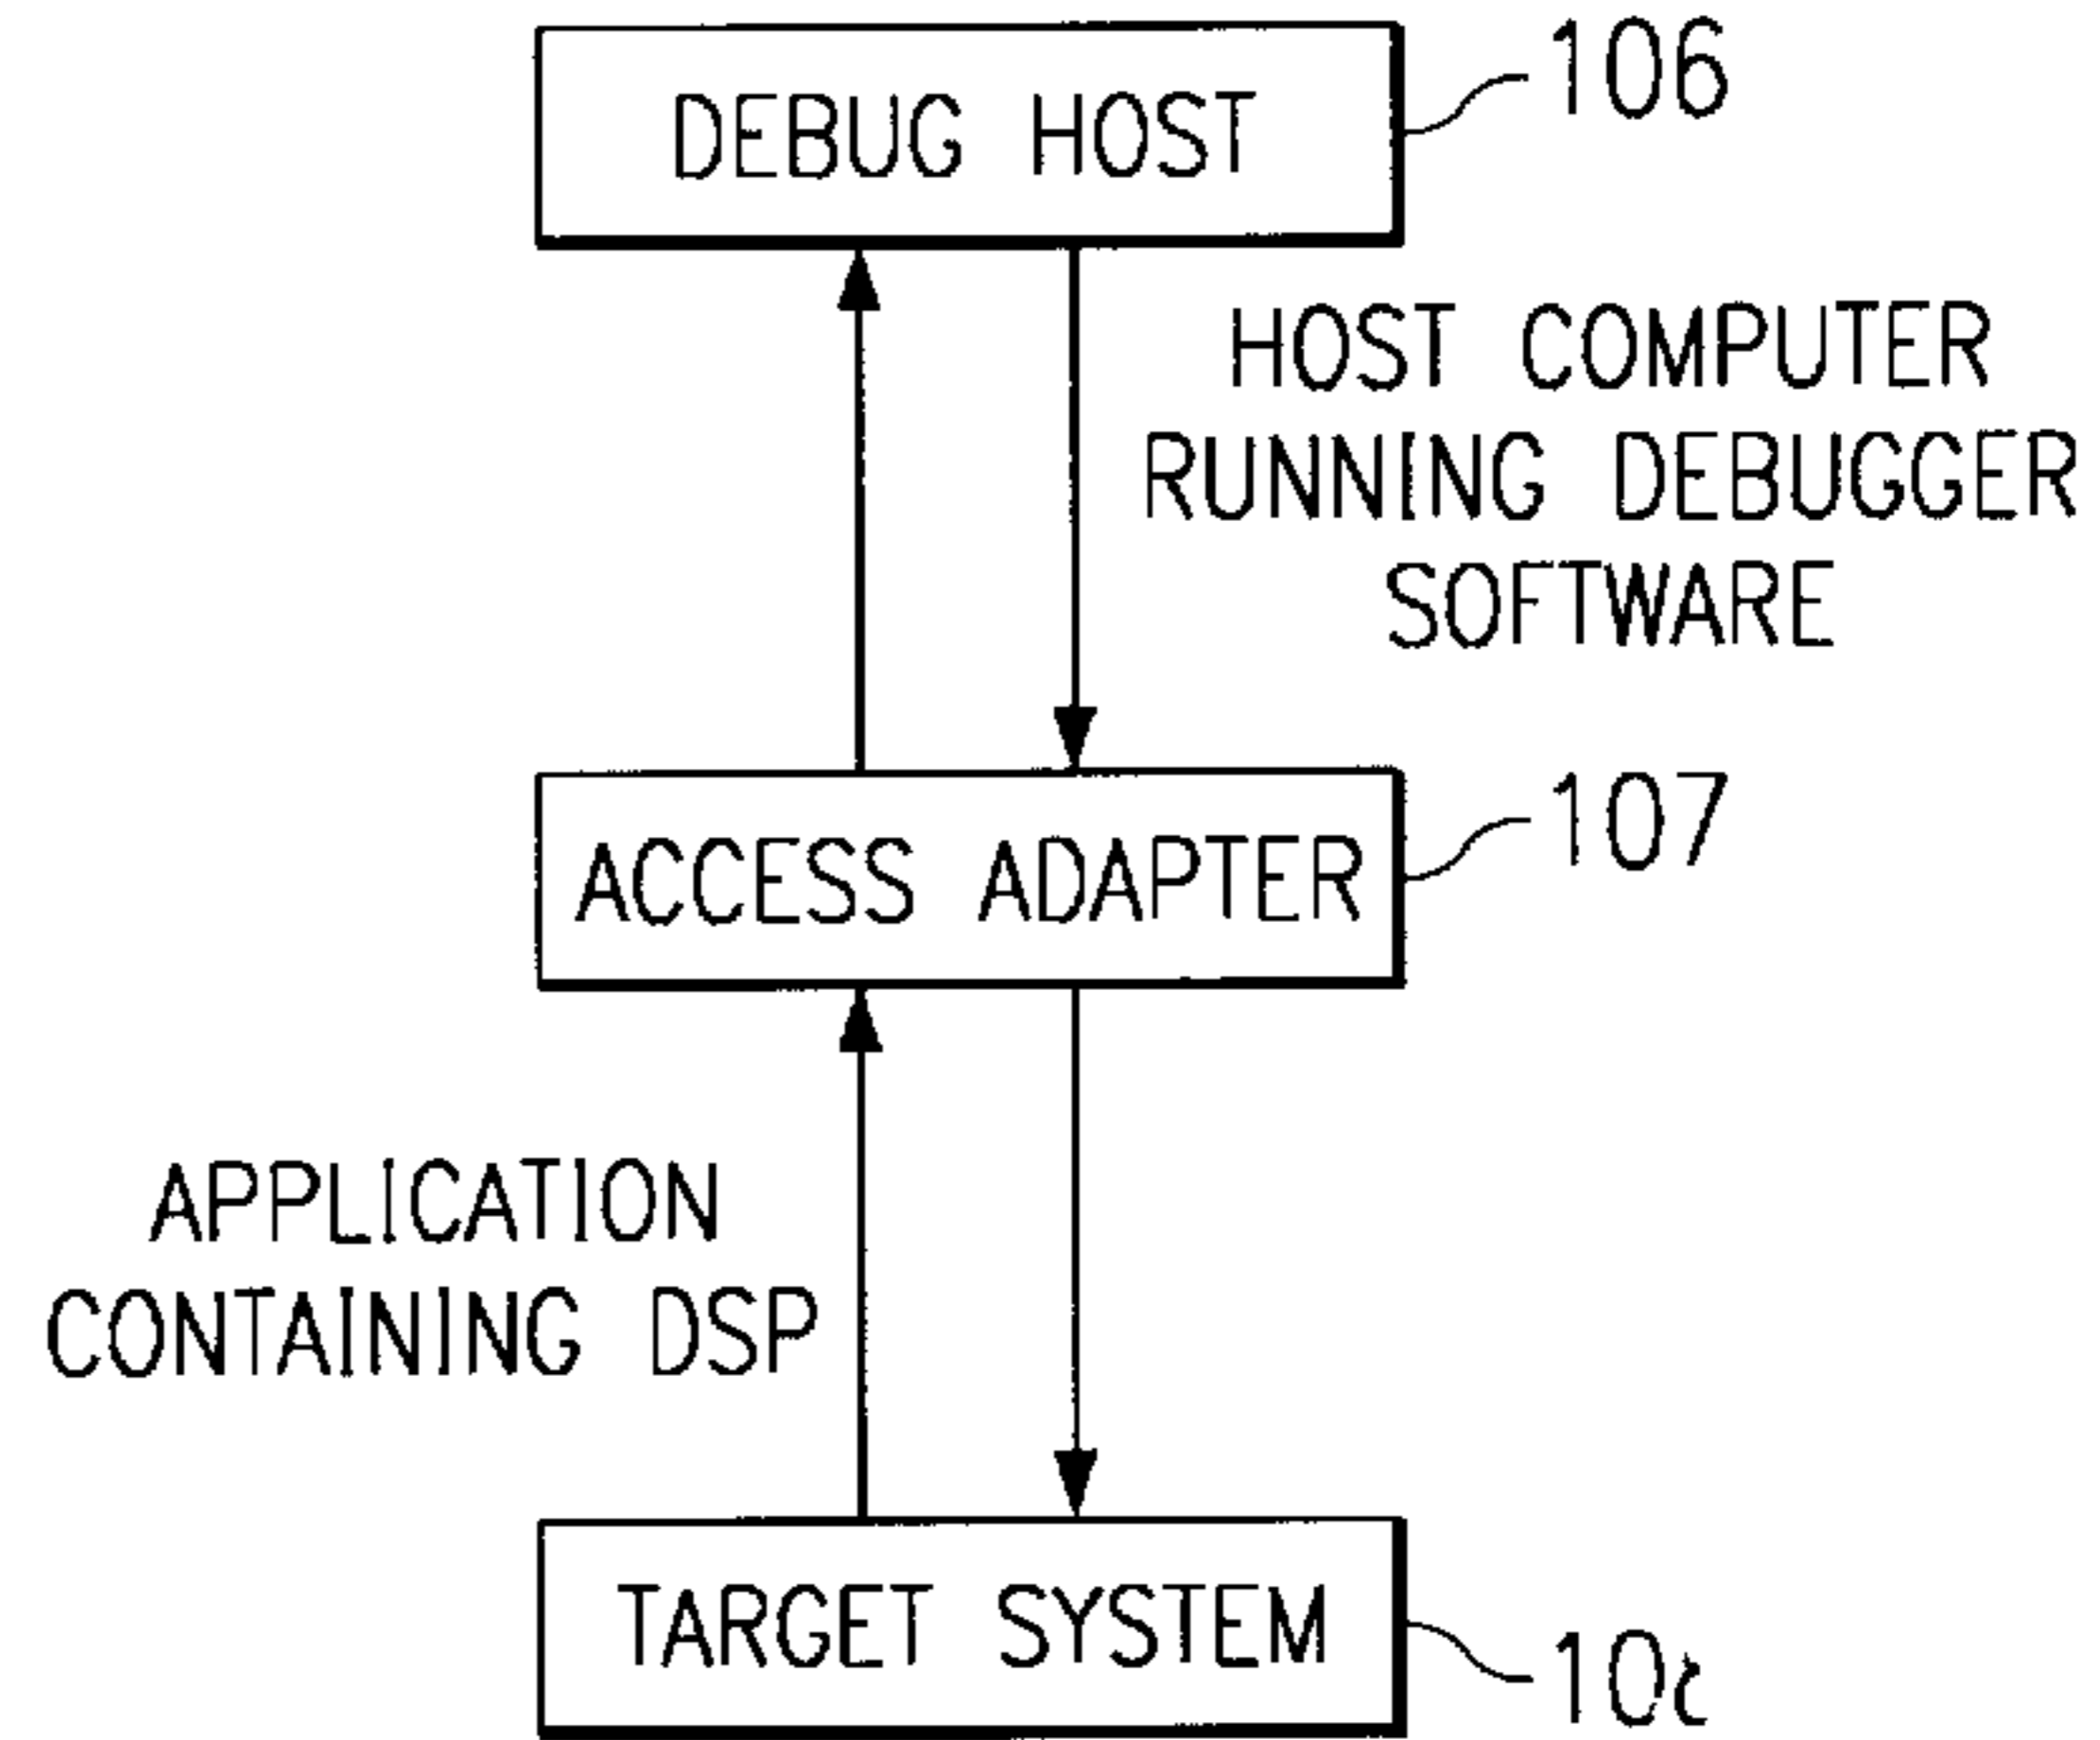 DEBUG HOST
106
HOST COMPUTER
RUNNING DEBUGGER
SOFTWARE
ACCESS ADAPTER
107
APPLICATION
CONTAINING DSP
TARGET SYSTEM